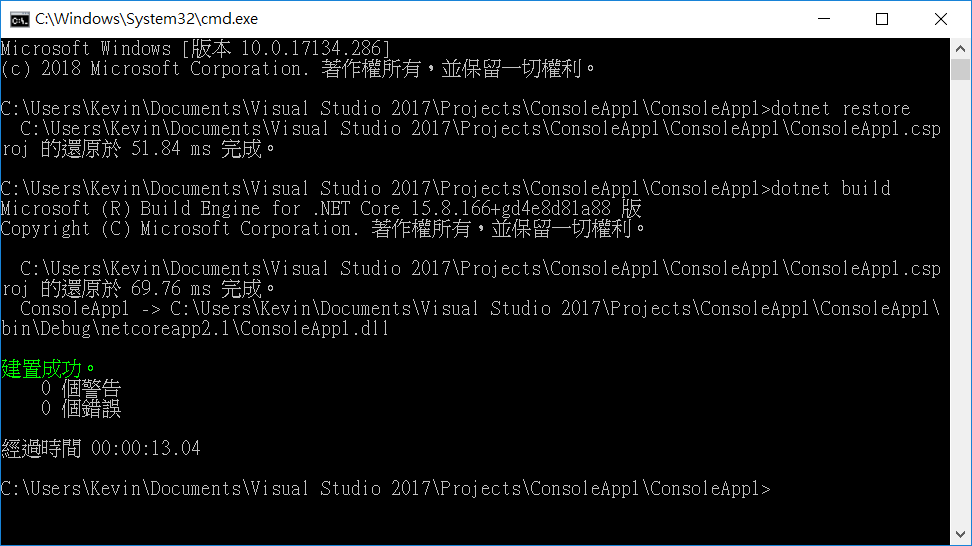 C:\Windows\System32\cmd.exe
Microsoft Windows [版本 10.0.17134.286]
(c) 2018 Microsoft Corporation. 著作權所有，並保留一切權利。
C:\Users\Kevin\Documents\Visual Studio 2017\Projects\ConsoleApp1\ConsoleApp1>dotnet restore
  C:\Users\Kevin\Documents\Visual Studio 2017\Projects\ConsoleApp1\ConsoleApp1\ConsoleApp1.csp
roj 的還原於 51.84 ms 完成。
C:\Users\Kevin\Documents\Visual Studio 2017\Projects\ConsoleApp1\ConsoleApp1>dotnet build
Microsoft (R) Build Engine for .NET Core 15.8.166+gd4e8d81a88 版
Copyright (C) Microsoft Corporation. 著作權所有，並保留一切權利。
  C:\Users\Kevin\Documents\Visual Studio 2017\Projects\ConsoleApp1\ConsoleApp1\ConsoleApp1.csp
roj 的還原於 69.76 ms 完成。
  ConsoleApp1 -> C:\Users\Kevin\Documents\Visual Studio 2017\Projects\ConsoleApp1\ConsoleApp1\
bin\Debug\netcoreapp2.1\ConsoleApp1.dll
建置成功。
    0 個警告
    0 個錯誤
經過時間 00:00:13.04
C:\Users\Kevin\Documents\Visual Studio 2017\Projects\ConsoleApp1\ConsoleApp1>